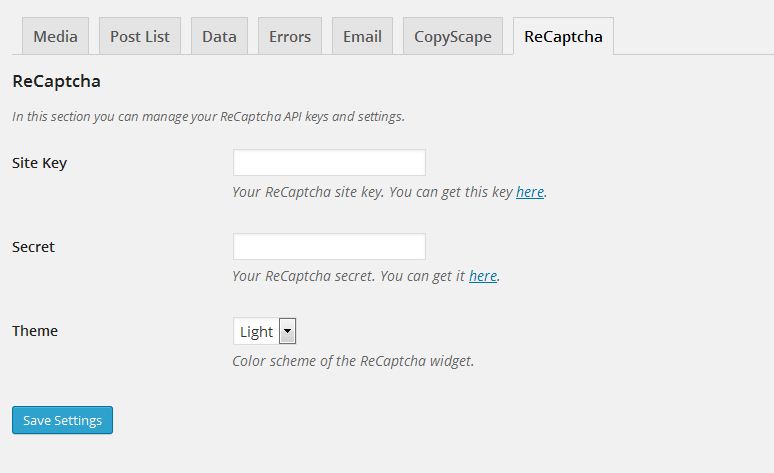 Media Post List Data Errors Email CopyScape ReCaptcha
ReCaptcha
In this section you can manage your ReCaptcha API keys and settings.
Site Key
Your ReCaptcha site key. You can get this key here.
Secret
Your ReCaptcha secret. You can get it here.
Theme Light
Color scheme of the ReCaptcha widget.
Save Settings